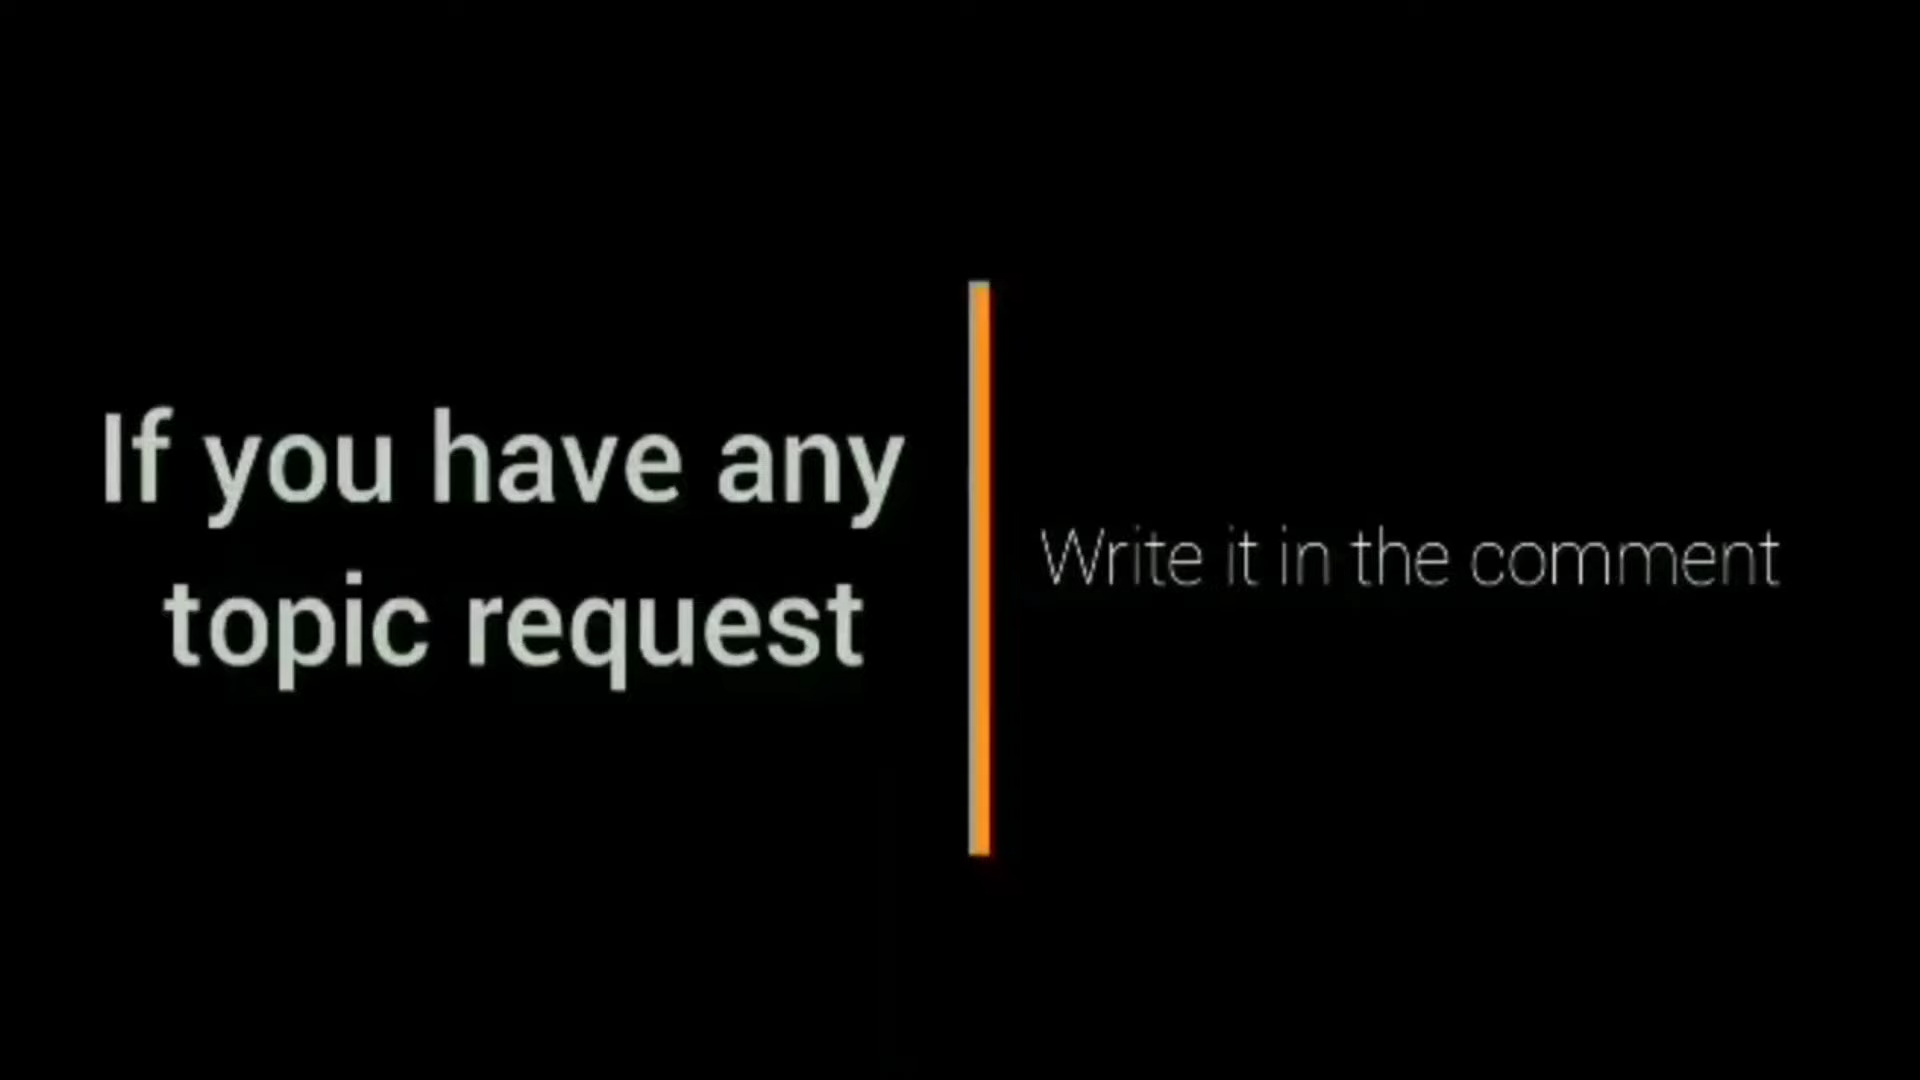 If you have any
topic request
Write it in the comment